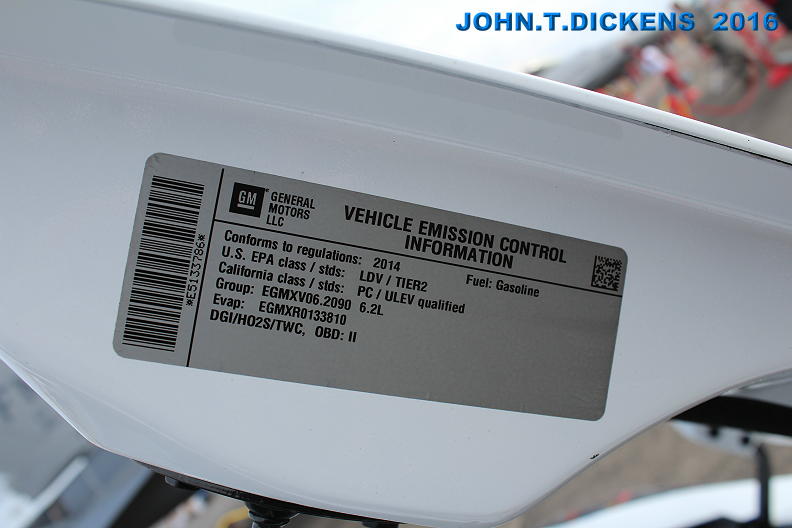 JOHN.T.DICKENS 2016
*E5133786*
GM
GENERAL
MOTORS
LLC
VEHICLE EMISSION CONTROL
INFORMATION
Conforms to regulations: 2014 Fuel: Gasoline
U.S. EPA class / stds: LDV / TIER2
California class / stds: PC / ULEV qualified
Group: EGMXV06.2090 6.2L
Evap: EGMXR0133810
DGI/HO2S/TWC, OBD: II